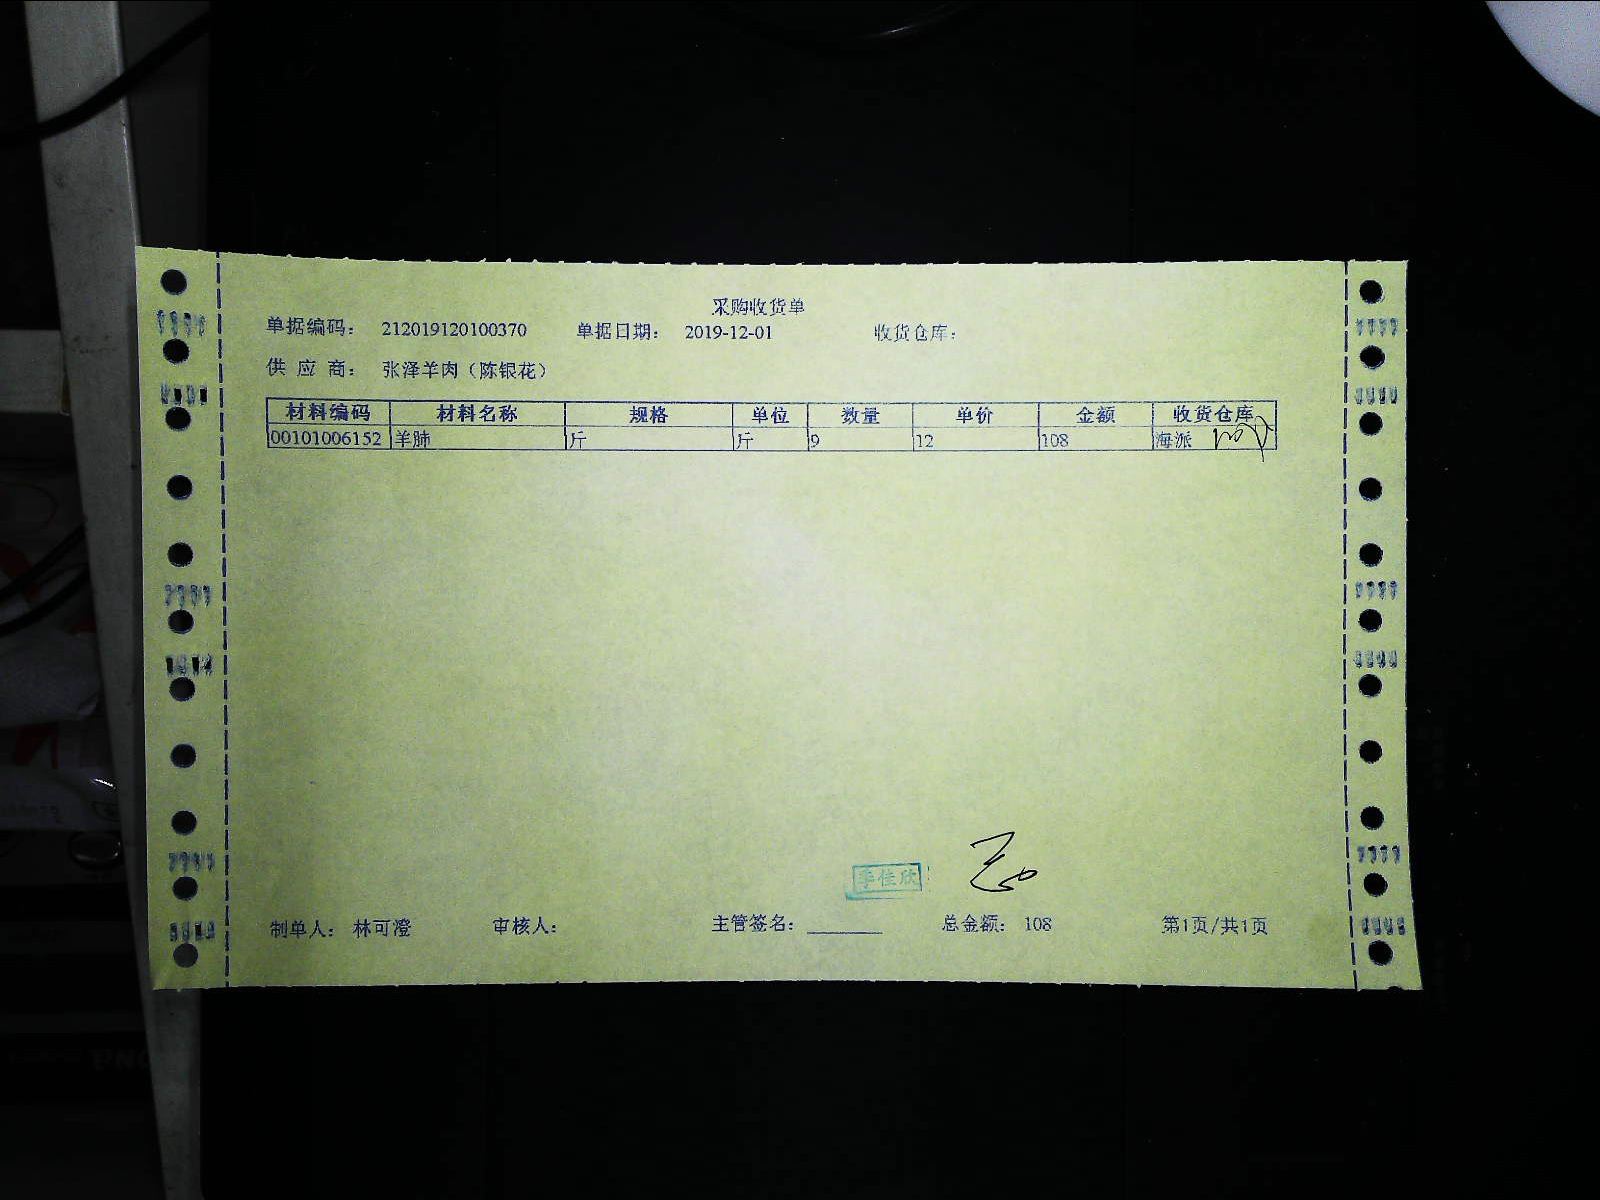 采购收货单
单据编码： 212019120100370 单据日期： 2019-12-01 收货仓库：
供 应 商： 张泽羊肉（陈银花）
材料编码 材料名称 规格 单位 数量 单价 金额 收货仓库
00101006152 羊肺 斤 斤 9 12 108 海派
季佳欣
制单人： 林可澄 审核人： 主管签名： 总金额： 108 第1页/共1页